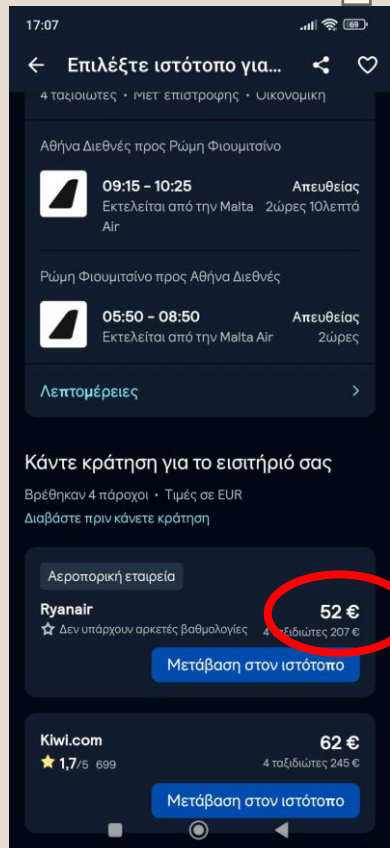 17:07
69
Επιλέξτε ιστότοπο για...
4 ταξιδιώτες • Μετ' επιστροφής • Οικονομική
Αθήνα Διεθνές προς Ρώμη Φιουμιτσίνο
09:15 – 10:25 Απευθείας
Εκτελείται από την Malta Air 2ώρες 10λεπτά
Ρώμη Φιουμιτσίνο προς Αθήνα Διεθνές
05:50 – 08:50 Απευθείας
Εκτελείται από την Malta Air 2ώρες
Λεπτομέρειες
Κάντε κράτηση για το εισιτήριό σας
Βρέθηκαν 4 πάροχοι • Τιμές σε EUR
Διαβάστε πριν κάνετε κράτηση
Αεροπορική εταιρεία
Ryanair 52 €
Δεν υπάρχουν αρκετές βαθμολογίες 4 ταξιδιώτες 207 €
Μετάβαση στον ιστότοπο
Kiwi.com 62 €
1,7/5 699 4 ταξιδιώτες 245 €
Μετάβαση στον ιστότοπο